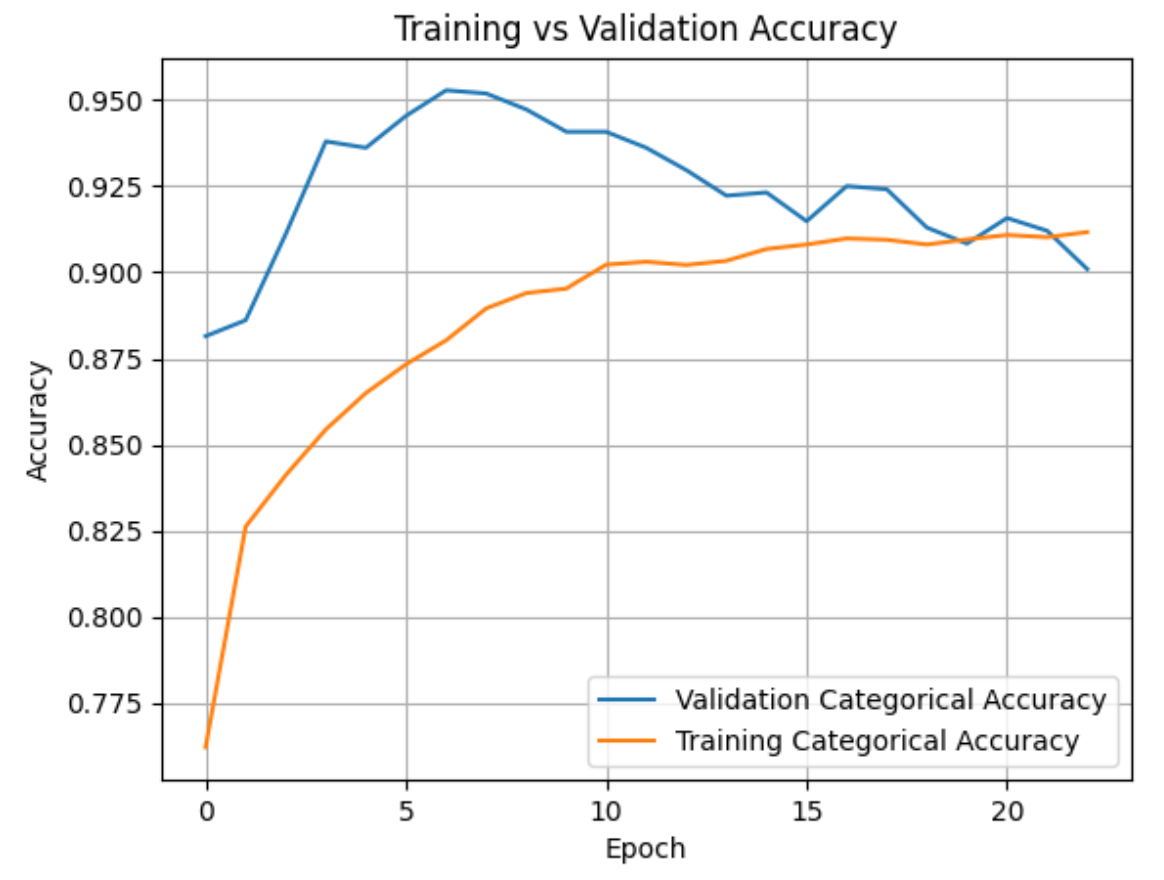 Training vs Validation Accuracy
0.950
0.925
0.900
0.875
0.850
0.825
0.800
0.775
Accuracy
Validation Categorical Accuracy
Training Categorical Accuracy
0 5 10 15 20
Epoch